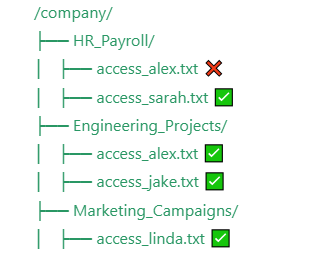 /company/
├── HR_Payroll/
│   ├── access_alex.txt ❌
│   ├── access_sarah.txt ✅
├── Engineering_Projects/
│   ├── access_alex.txt ✅
│   ├── access_jake.txt ✅
├── Marketing_Campaigns/
│   ├── access_linda.txt ✅